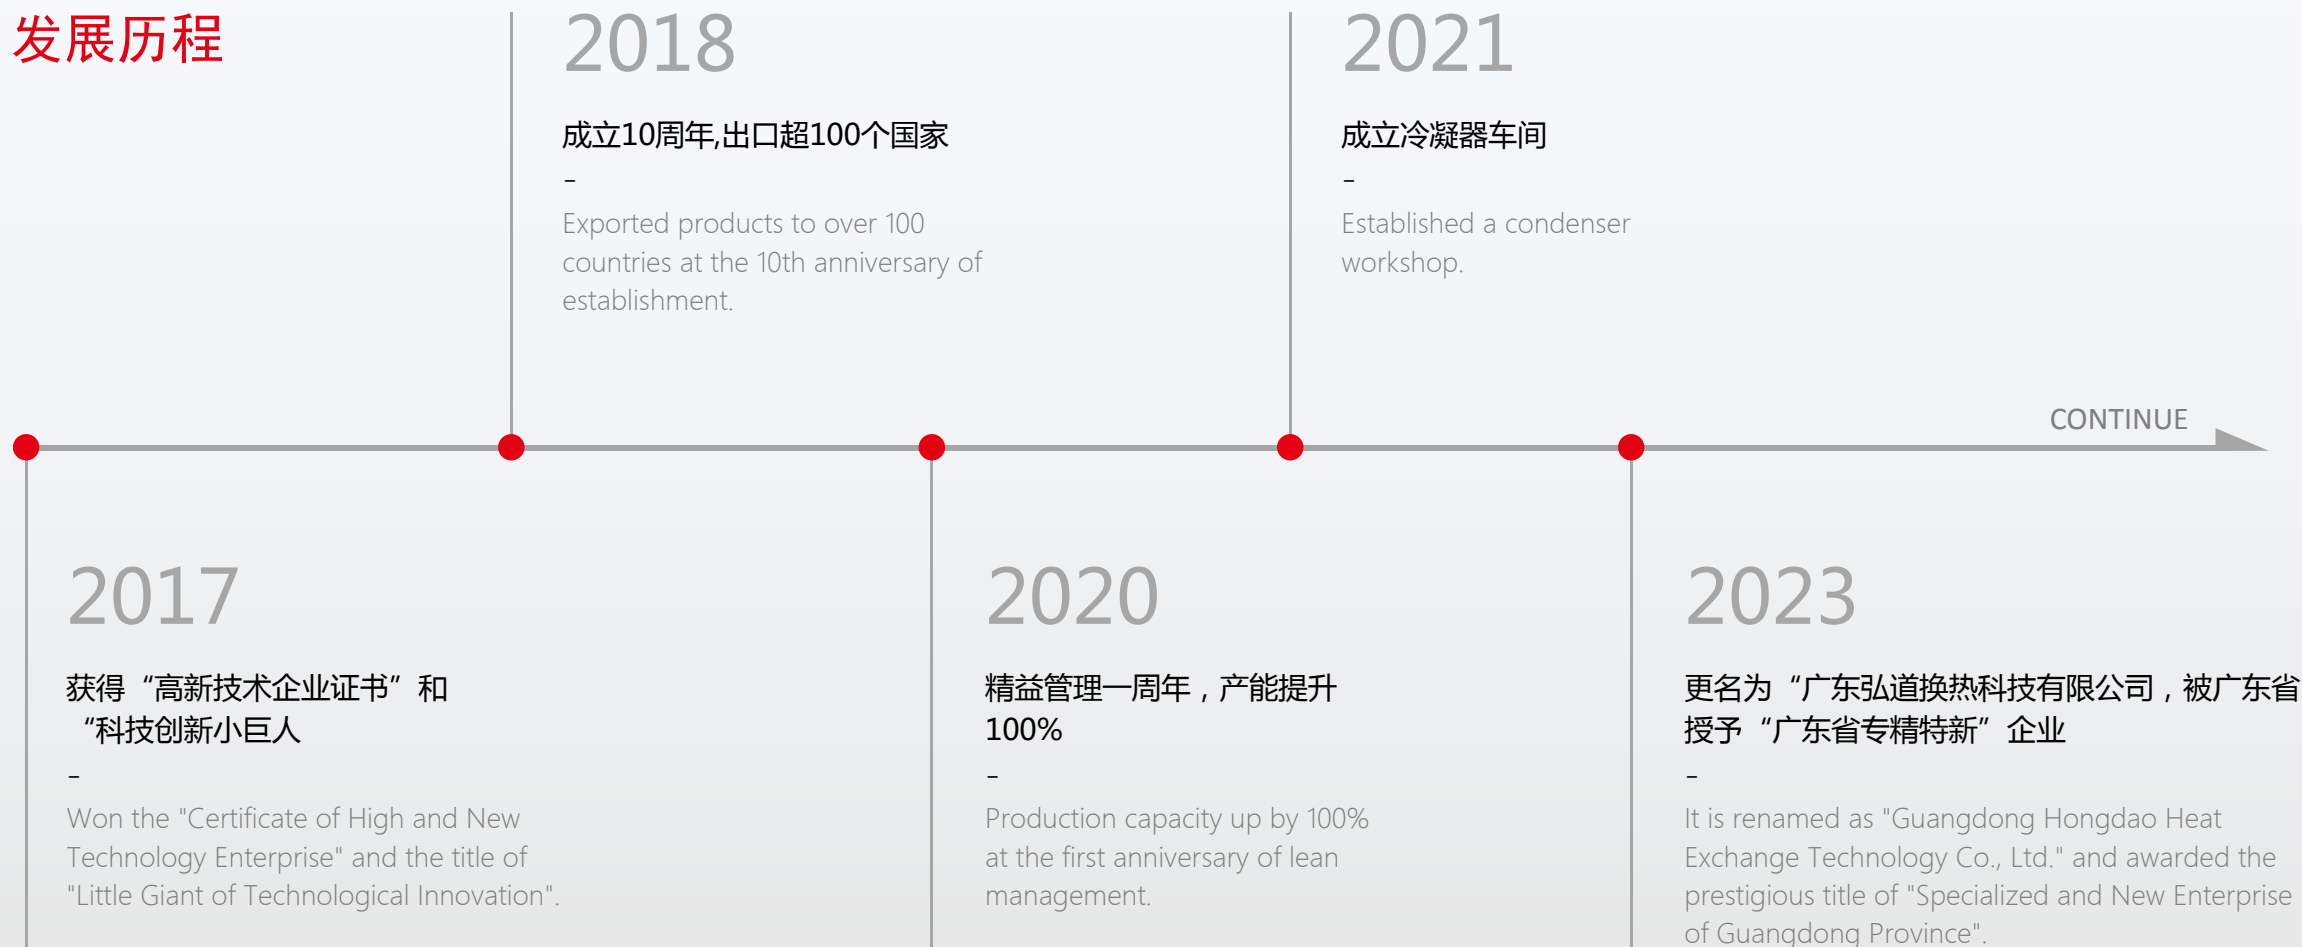 发展历程
2018
成立10周年,出口超100个国家
-
Exported products to over 100
countries at the 10th anniversary of
establishment.
2021
成立冷凝器车间
-
Established a condenser
workshop.
CONTINUE
2017
获得“高新技术企业证书”和
“科技创新小巨人
-
Won the "Certificate of High and New
Technology Enterprise" and the title of
"Little Giant of Technological Innovation".
2020
精益管理一周年，产能提升
100%
-
Production capacity up by 100%
at the first anniversary of lean
management.
2023
更名为“广东弘道换热科技有限公司，被广东省
授予“广东省专精特新”企业
-
It is renamed as "Guangdong Hongdao Heat
Exchange Technology Co., Ltd." and awarded the
prestigious title of "Specialized and New Enterprise
of Guangdong Province".